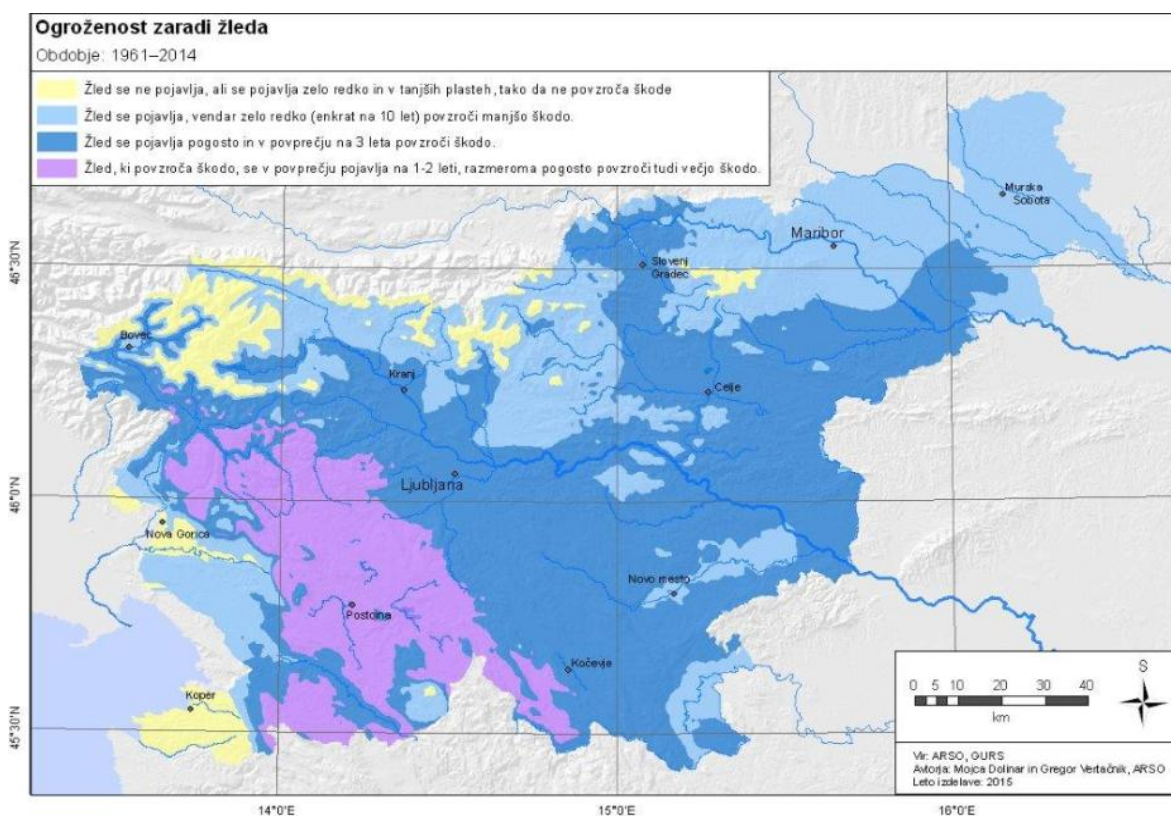 Ogroženost zaradi žleda
Obdobje: 1961–2014
Žled se ne pojavlja, ali se pojavlja zelo redko in v tanjših plasteh, tako da ne povzroča škode
Žled se pojavlja, vendar zelo redko (enkrat na 10 let) povzroči manjšo škodo.
Žled se pojavlja pogosto in v povprečju na 3 leta povzroči škodo.
Žled, ki povzroča škodo, se v povprečju pojavlja na 1-2 leti, razmeroma pogosto povzroči tudi večjo škodo.
Murska
Sobota
Maribor
Slovenj
Gradec
46°30'N
Bovec
Kranj
Celje
Ljubljana
46°0'N
Nova Gorica
Novo mesto
Postojna
Kočevje
Koper
45°30'N
S
0 5 10 20 30 40
km
Vir: ARSO, GURS
Avtorja: Mojca Dolinar in Gregor Vertačnik, ARSO
Leto izdelave: 2015
14°0'E
15°0'E
16°0'E